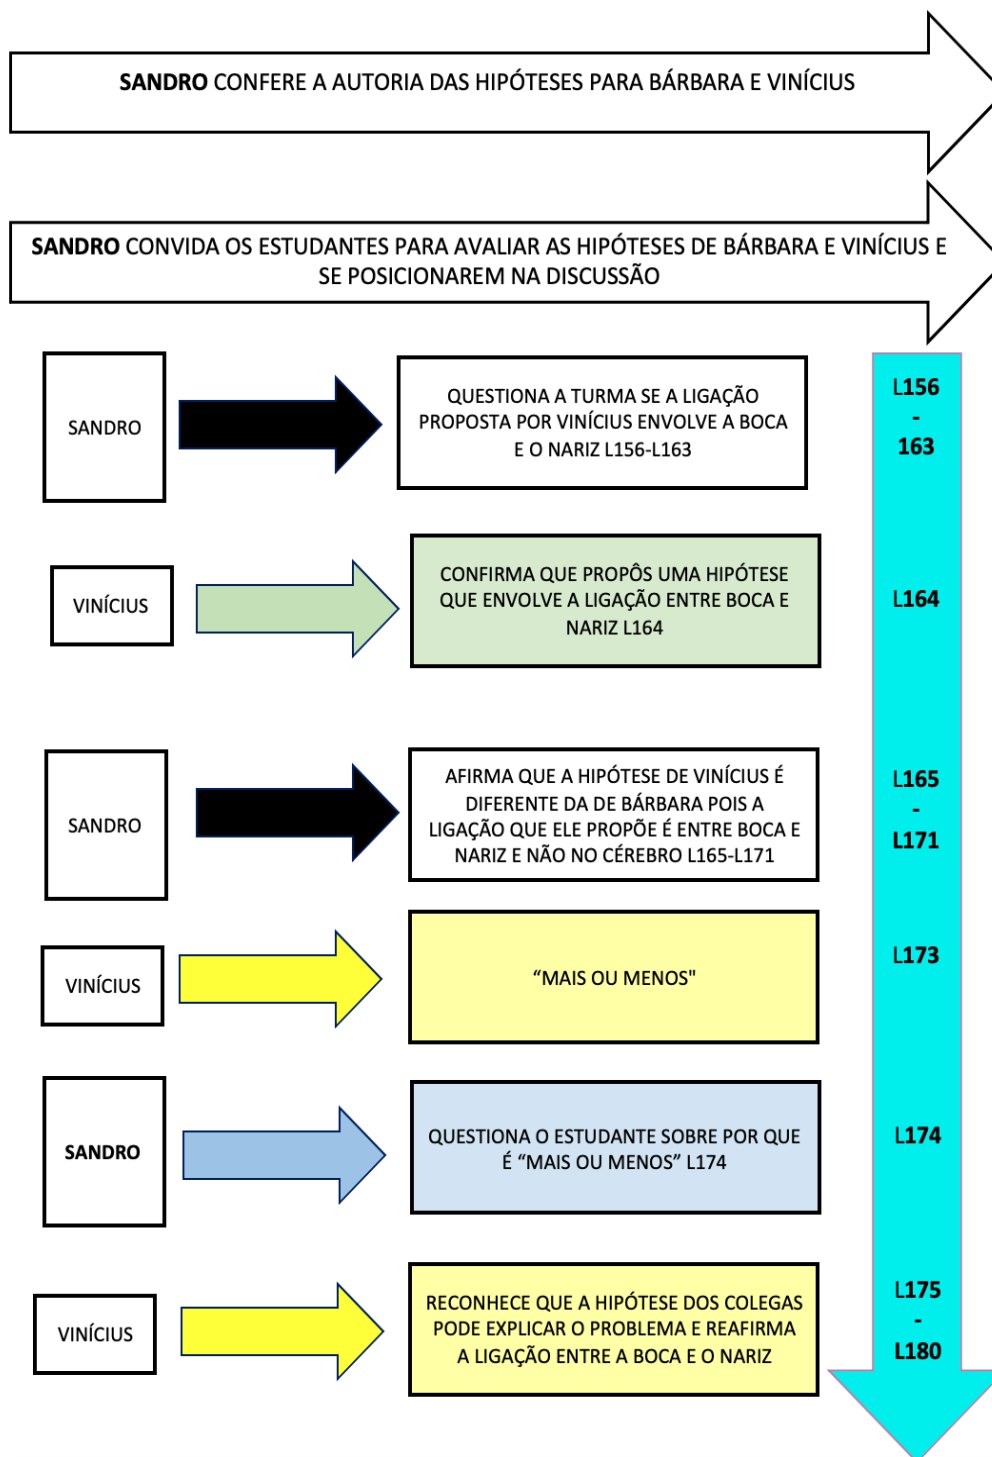 SANDRO CONFERE A AUTORIA DAS HIPÓTESES PARA BÁRBARA E VINÍCIUS
SANDRO CONVIDA OS ESTUDANTES PARA AVALIAR AS HIPÓTESES DE BÁRBARA E VINÍCIUS E
SE POSICIONAREM NA DISCUSSÃO
SANDRO
QUESTIONA A TURMA SE A LIGAÇÃO
PROPOSTA POR VINÍCIUS ENVOLVE A BOCA
E O NARIZ L156-L163
L156
-
163
VINÍCIUS
CONFIRMA QUE PROPÔS UMA HIPÓTESE
QUE ENVOLVE A LIGAÇÃO ENTRE BOCA E
NARIZ L164
L164
SANDRO
AFIRMA QUE A HIPÓTESE DE VINÍCIUS É
DIFERENTE DA DE BÁRBARA POIS A
LIGAÇÃO QUE ELE PROPÕE É ENTRE BOCA E
NARIZ E NÃO NO CÉREBRO L165-L171
L165
-
L171
VINÍCIUS
“MAIS OU MENOS"
L173
SANDRO
QUESTIONA O ESTUDANTE SOBRE POR QUE
É “MAIS OU MENOS” L174
L174
VINÍCIUS
RECONHECE QUE A HIPÓTESE DOS COLEGAS
PODE EXPLICAR O PROBLEMA E REAFIRMA
A LIGAÇÃO ENTRE A BOCA E O NARIZ
L175
-
L180